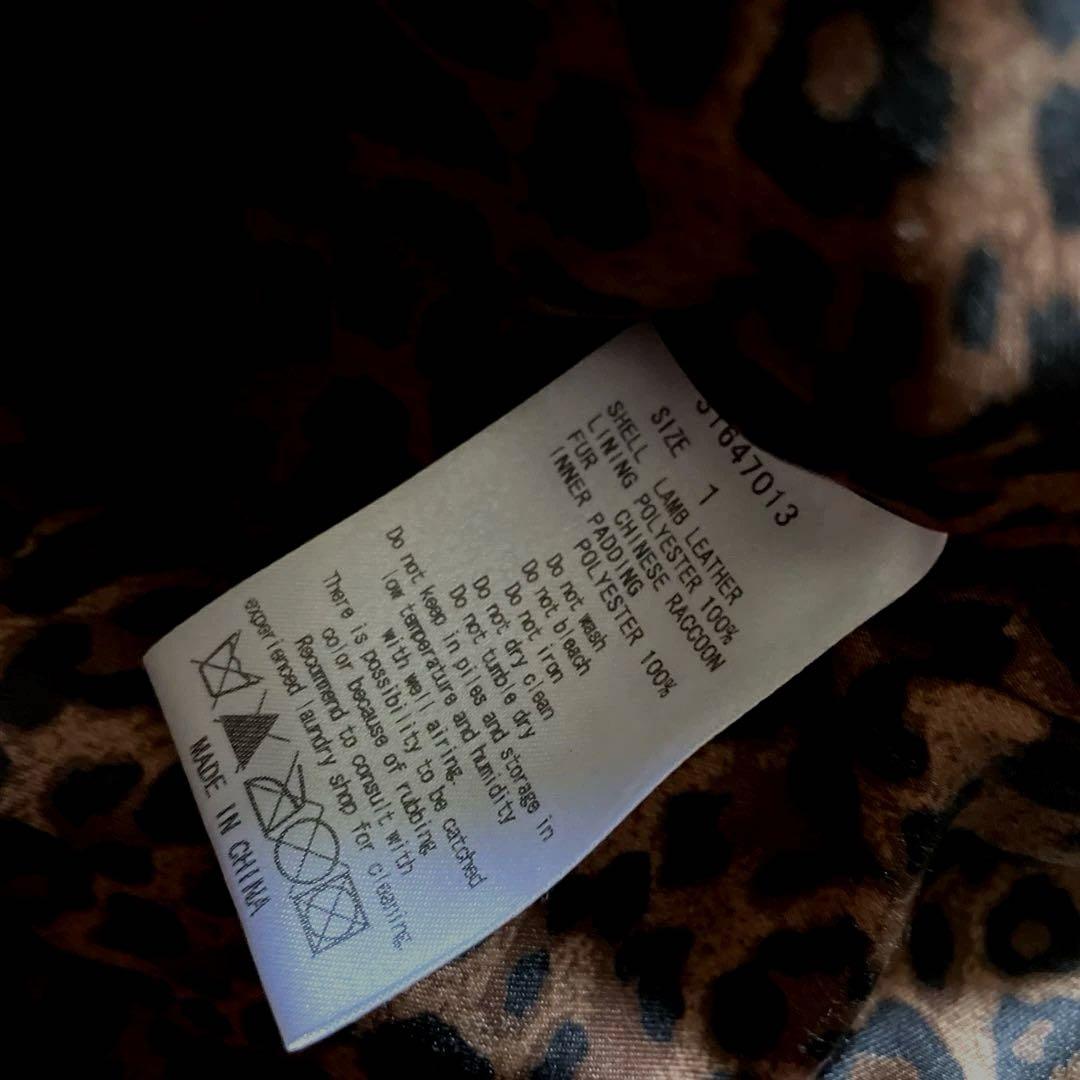 31647013
SIZE 1
SHELL LAMB LEATHER
LINING POLYESTER 100%
FUR CHINESE RACCOON
INNER PADDING
POLYESTER 100%
Do not wash
Do not bleach
Do not iron
Do not dry clean
Do not tumble dry
Do not keep in piles and storage in
low temperature and humidity
with well airing.
There is possibility to be catched
color because of rubbing
Recommend to consult with
experienced laundry shop for cleaning.
MADE IN CHINA